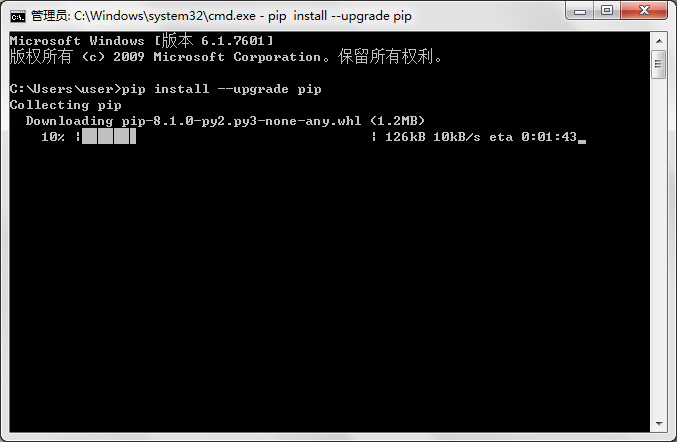 管理员: C:\Windows\system32\cmd.exe - pip  install --upgrade pip
Microsoft Windows [版本 6.1.7601]
版权所有 (c) 2009 Microsoft Corporation。保留所有权利。
C:\Users\user>pip install --upgrade pip
Collecting pip
  Downloading pip-8.1.0-py2.py3-none-any.whl (1.2MB)
    10% |█████ | 126kB 10kB/s eta 0:01:43